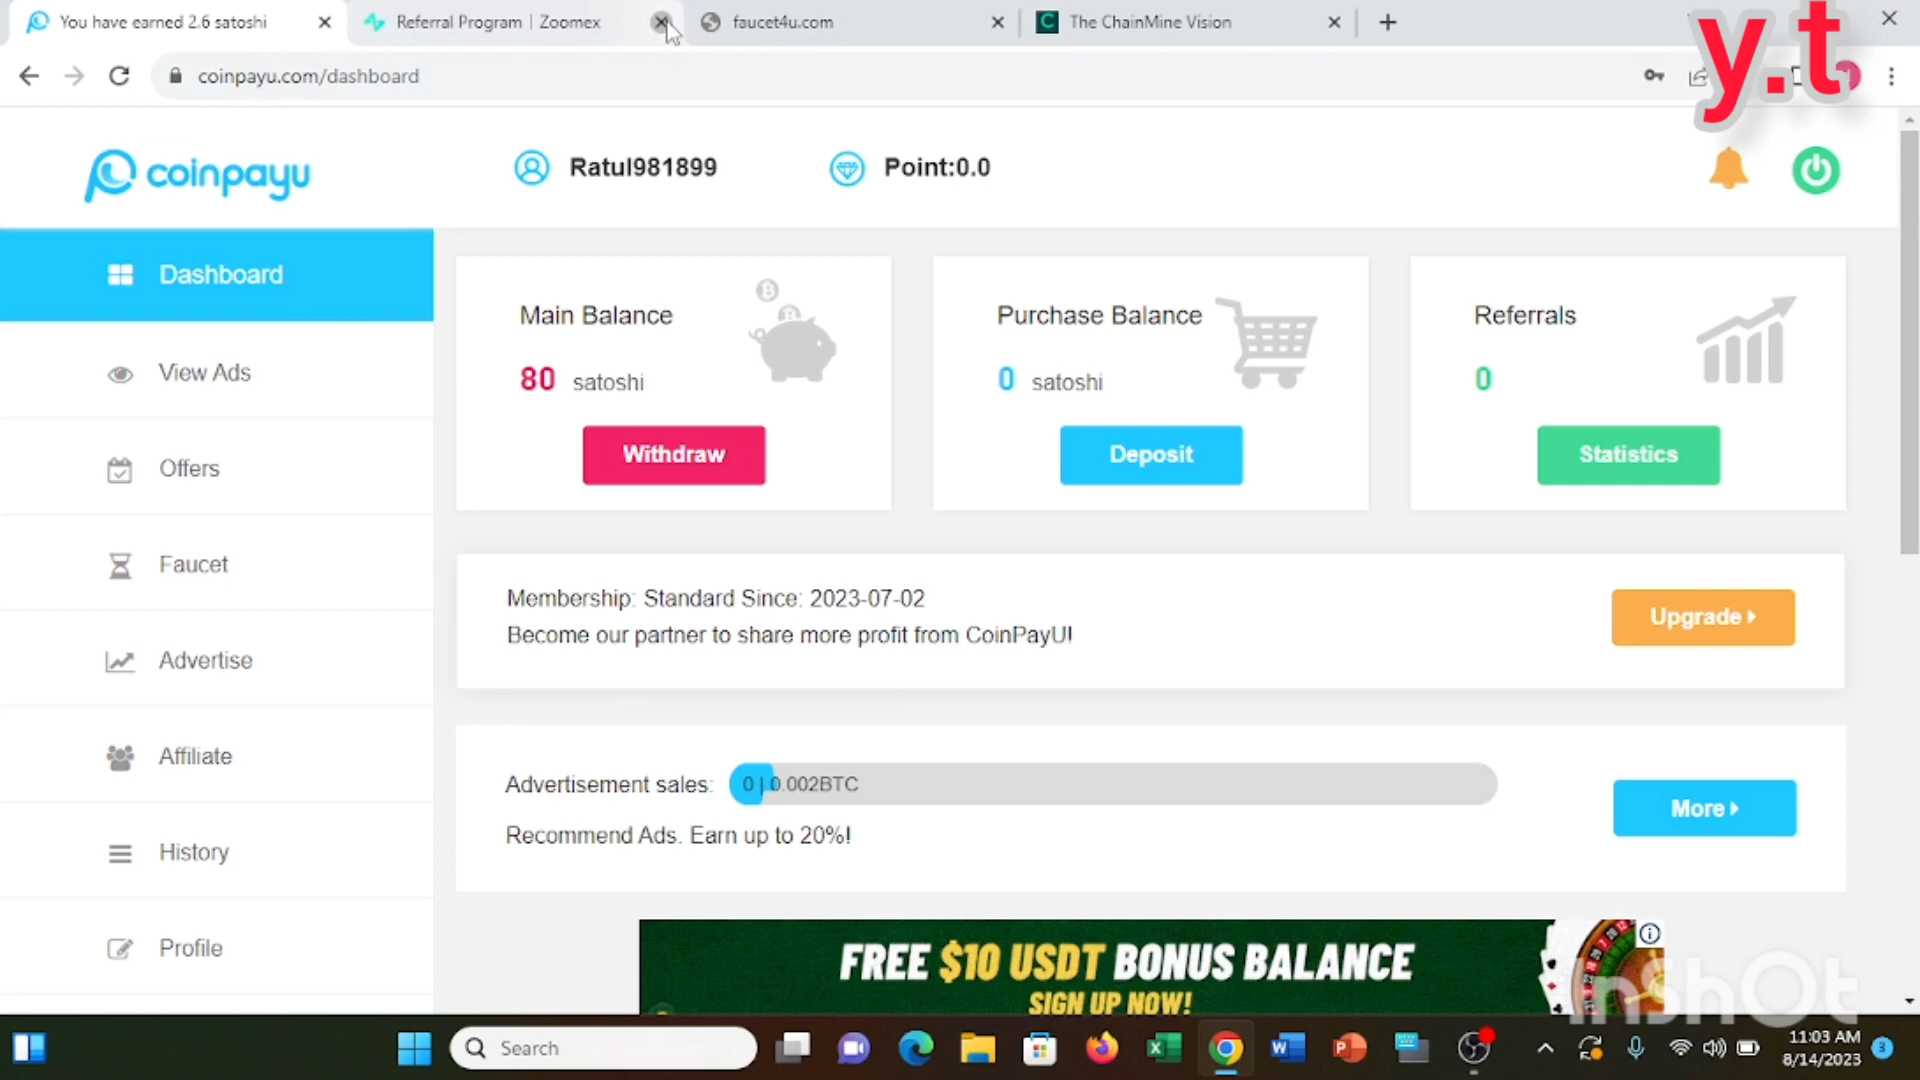 You have earned 2.6 satoshi
Referral Program | Zoomex
faucet4u.com
The ChainMine Vision
y.t
coinpayu.com/dashboard
coinpayu
Ratul981899
Point:0.0
Dashboard
View Ads
Offers
Faucet
Advertise
Affiliate
History
Profile
Main Balance
80 satoshi
Withdraw
Purchase Balance
0 satoshi
Deposit
Referrals
0
Statistics
Membership: Standard Since: 2023-07-02
Become our partner to share more profit from CoinPayU!
Upgrade
Advertisement sales: 0 | 0.002BTC
Recommend Ads. Earn up to 20%!
More
FREE $10 USDT BONUS BALANCE
SIGN UP NOW!
InShOt
Search
11:03 AM
8/14/2023
3